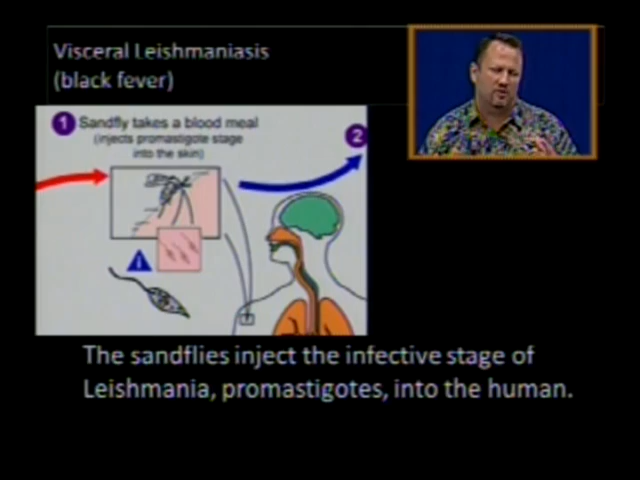 Visceral Leishmaniasis
(black fever)
1 Sandfly takes a blood meal
(injects promastigote stage
into the skin)
2
i
The sandflies inject the infective stage of
Leishmania, promastigotes, into the human.